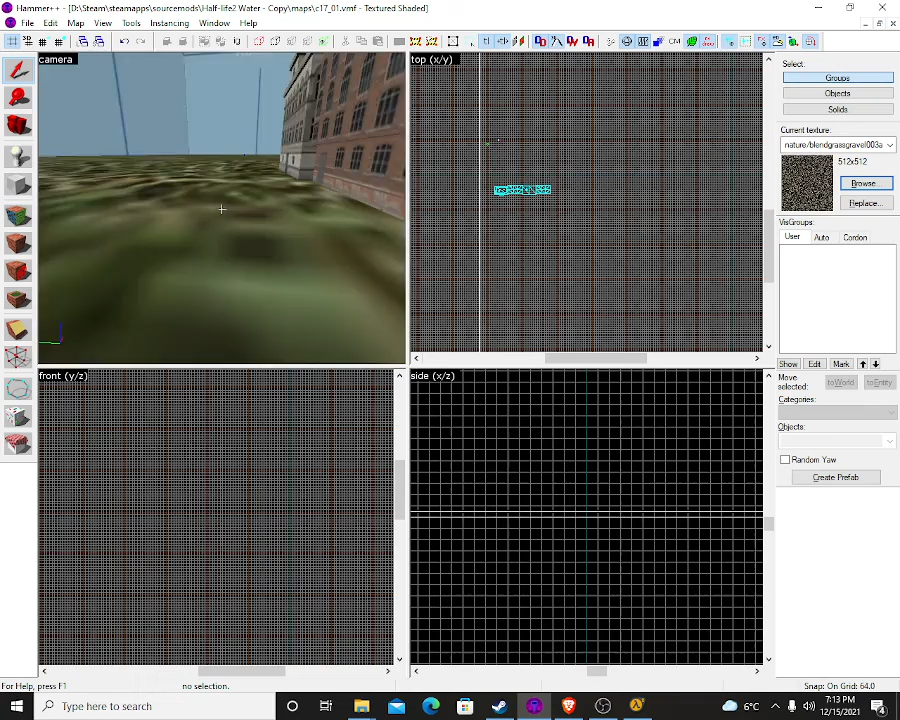 Hammer++ - [D:\Steam\steamapps\sourcemods\Half-life2 Water - Copy\maps\c17_01.vmf - Textured Shaded]
File Edit Map View Tools Instancing Window Help
camera
top (x/y)
front (y/z)
side (x/z)
Select:
Groups
Objects
Solids
Current texture:
nature/blendgrassgravel003a
512x512
Browse...
Replace...
VisGroups:
User Auto Cordon
Show Edit Mark
Move selected:
toWorld toEntity
Categories:
Objects:
Random Yaw
Create Prefab
For Help, press F1
no selection.
Snap: On Grid: 64.0
Type here to search
6°C
7:13 PM
12/15/2021
4